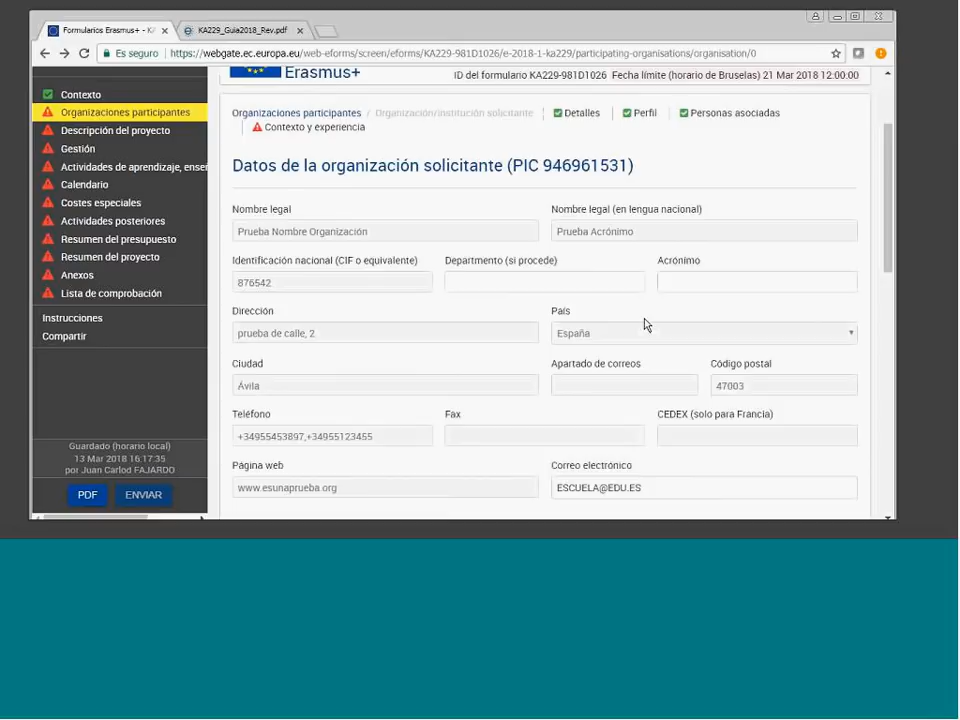 Formularios Erasmus+ - KA
KA229_Guia2018_Rev.pdf
Es seguro
https://webgate.ec.europa.eu/web-eforms/screen/eforms/KA229-981D1026/e-2018-1-ka229/participating-organisations/organisation/0
Erasmus+
ID del formulario KA229-981D1026 Fecha límite (horario de Bruselas) 21 Mar 2018 12:00:00
Contexto
Organizaciones participantes
Descripción del proyecto
Gestión
Actividades de aprendizaje, ense
Calendario
Costes especiales
Actividades posteriores
Resumen del presupuesto
Resumen del proyecto
Anexos
Lista de comprobación
Instrucciones
Compartir
Guardado (horario local)
13 Mar 2018 16:17:35
por Juan Carlod FAJARDO
PDF
ENVIAR
Organizaciones participantes / Organización/institución solicitante Detalles Perfil Personas asociadas
Contexto y experiencia
Datos de la organización solicitante (PIC 946961531)
Nombre legal
Nombre legal (en lengua nacional)
Prueba Nombre Organización
Prueba Acrónimo
Identificación nacional (CIF o equivalente)
Departmento (si procede)
Acrónimo
876542
Dirección
País
prueba de calle, 2
España
Ciudad
Apartado de correos
Código postal
Ávila
47003
Teléfono
Fax
CEDEX (solo para Francia)
+34955453897,+34955123455
Página web
Correo electrónico
www.esunaprueba.org
ESCUELA@EDU.ES